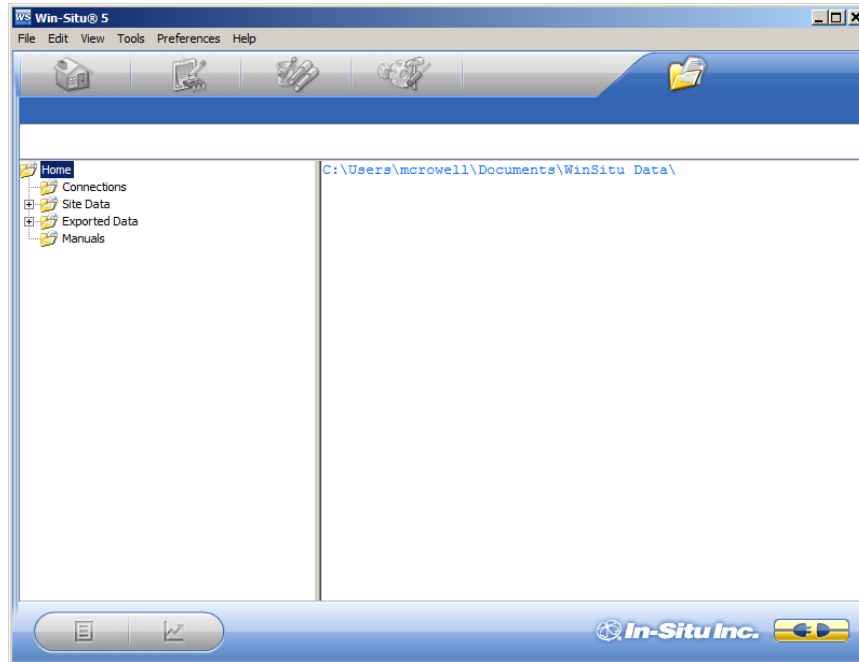 WS Win-Situ® 5
File Edit View Tools Preferences Help
Home
Connections
Site Data
Exported Data
Manuals
C:\Users\mcrowell\Documents\WinSitu Data\
In-Situ Inc.